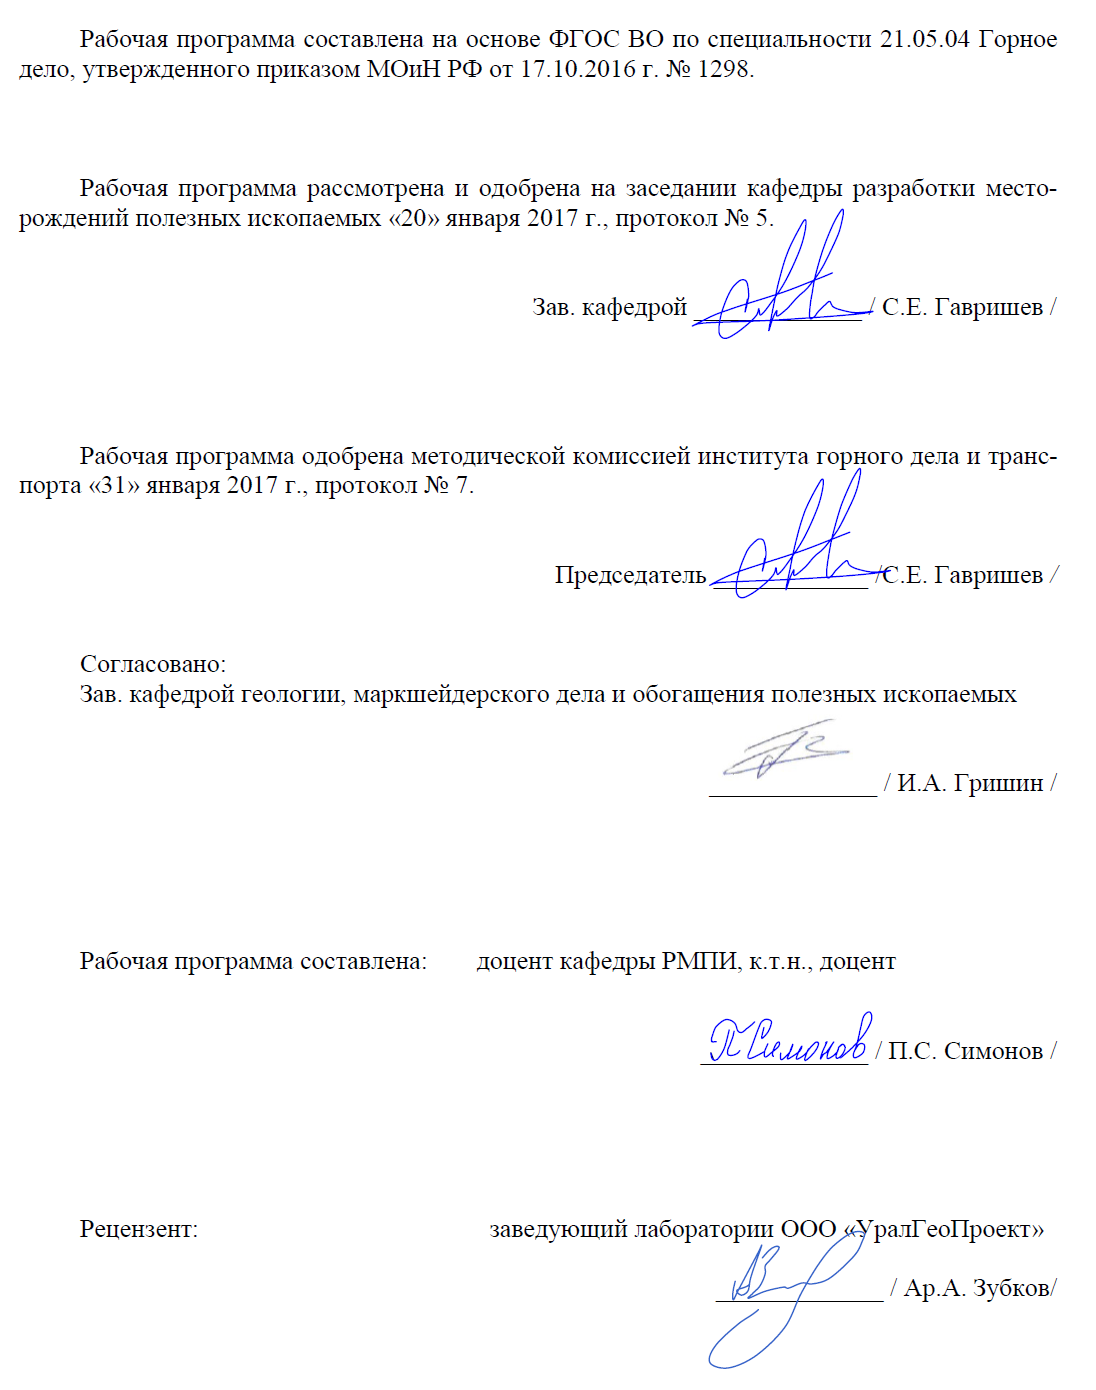 Рабочая программа составлена на основе ФГОС ВО по специальности 21.05.04 Горное
дело, утвержденного приказом МОиН РФ от 17.10.2016 г. № 1298.
Рабочая программа рассмотрена и одобрена на заседании кафедры разработки место-
рождений полезных ископаемых «20» января 2017 г., протокол № 5.
Зав. кафедрой _____________ / С.Е. Гавришев /
Рабочая программа одобрена методической комиссией института горного дела и транс-
порта «31» января 2017 г., протокол № 7.
Председатель ____________ /С.Е. Гавришев /
Согласовано:
Зав. кафедрой геологии, маркшейдерского дела и обогащения полезных ископаемых
_____________ / И.А. Гришин /
Рабочая программа составлена: доцент кафедры РМПИ, к.т.н., доцент
П Симонов / П.С. Симонов /
Рецензент: заведующий лаборатории ООО «УралГеоПроект»
_____________ / Ар.А. Зубков/